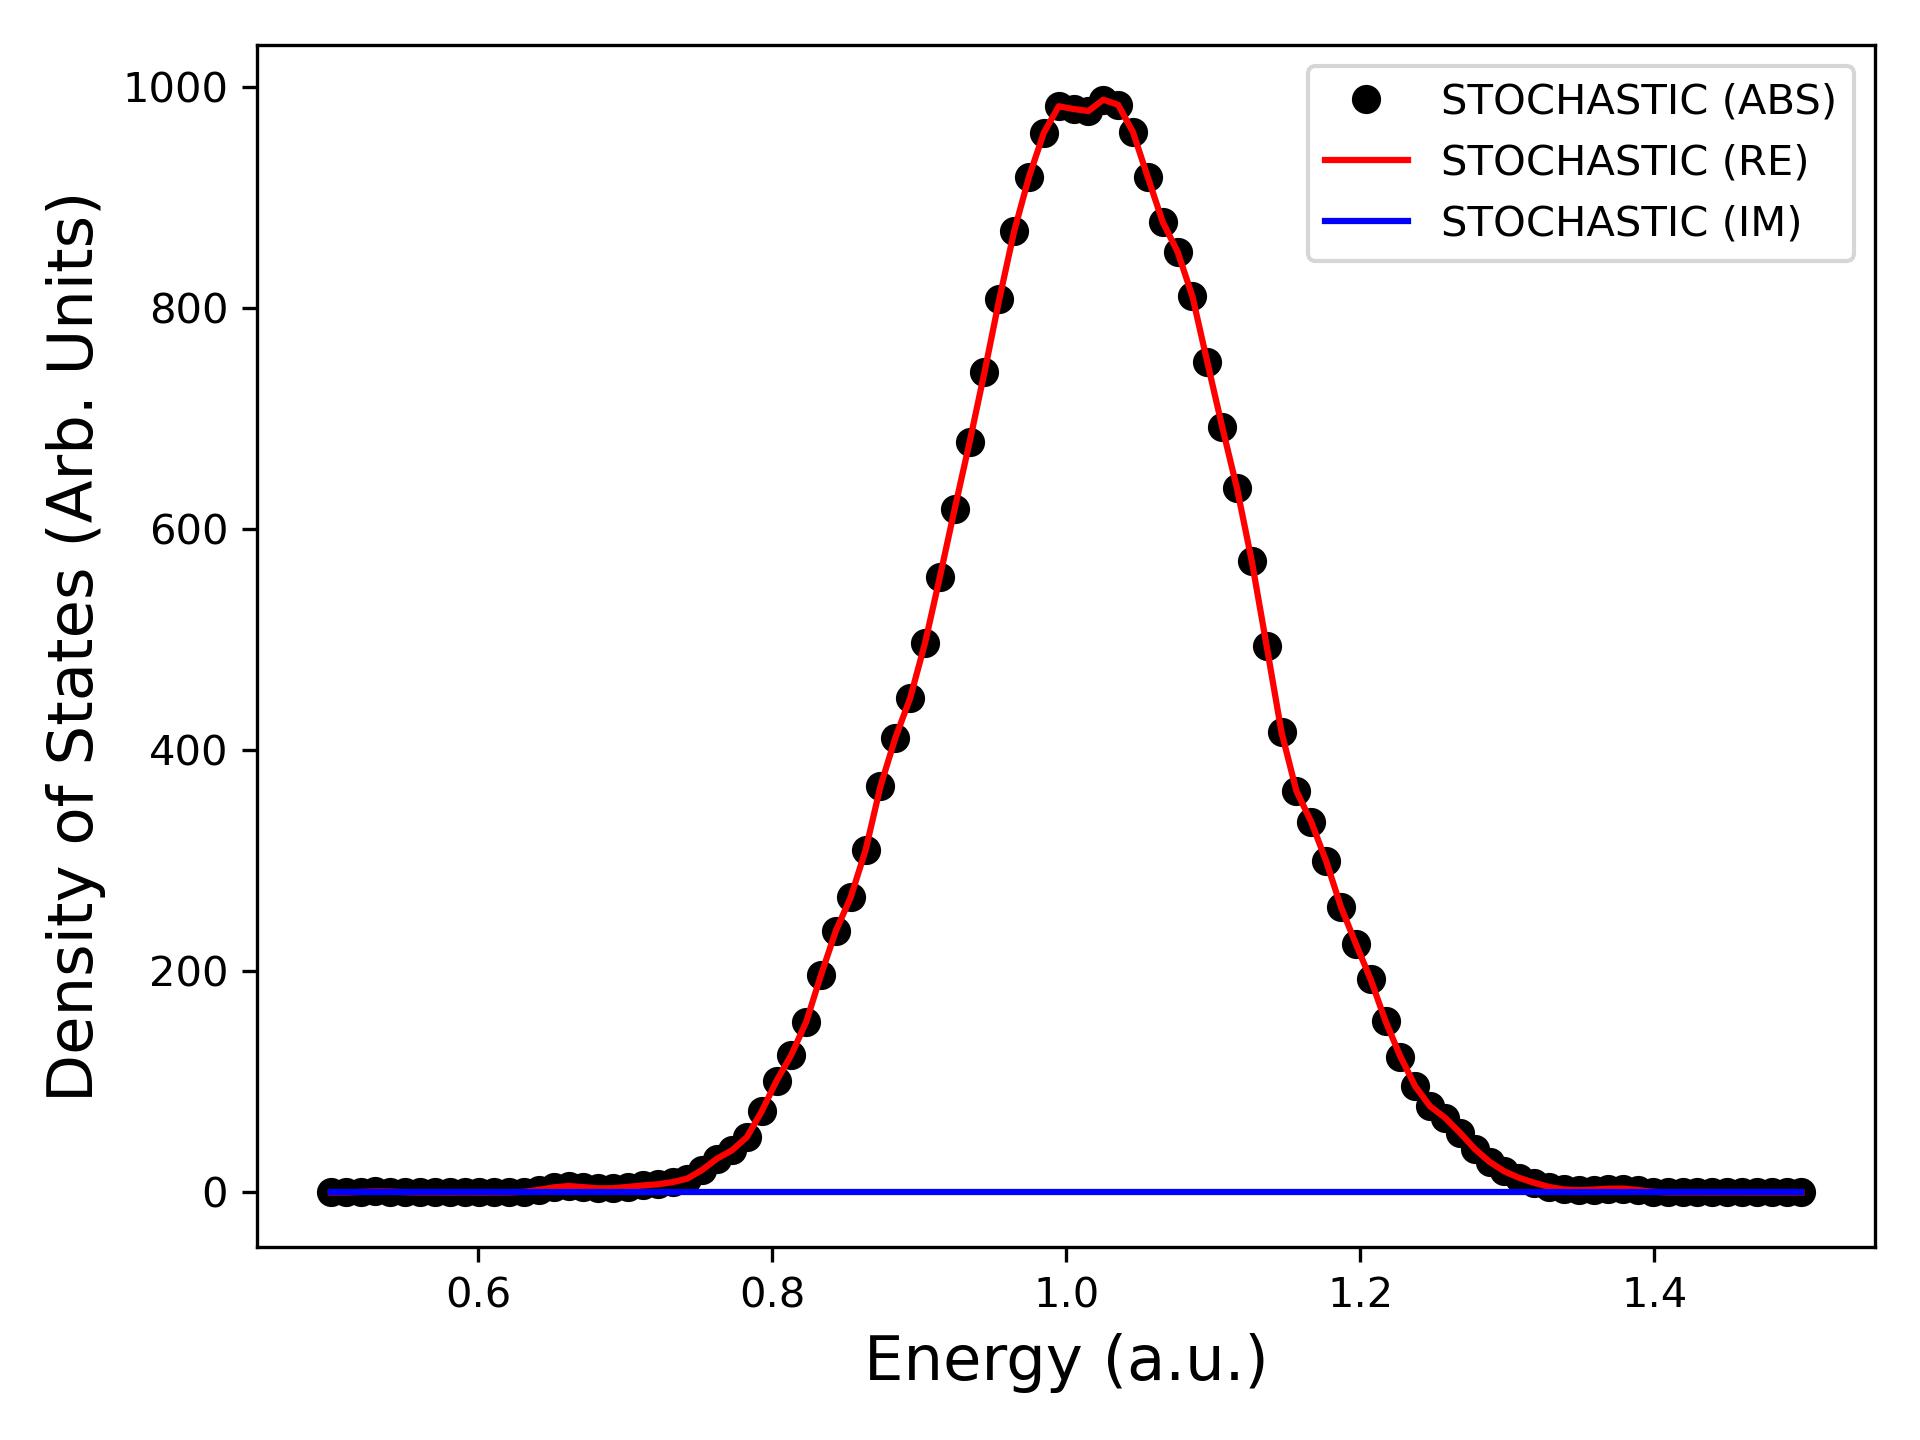 1000
800
600
400
200
0
Density of States (Arb. Units)
STOCHASTIC (ABS)
STOCHASTIC (RE)
STOCHASTIC (IM)
0.6 0.8 1.0 1.2 1.4
Energy (a.u.)